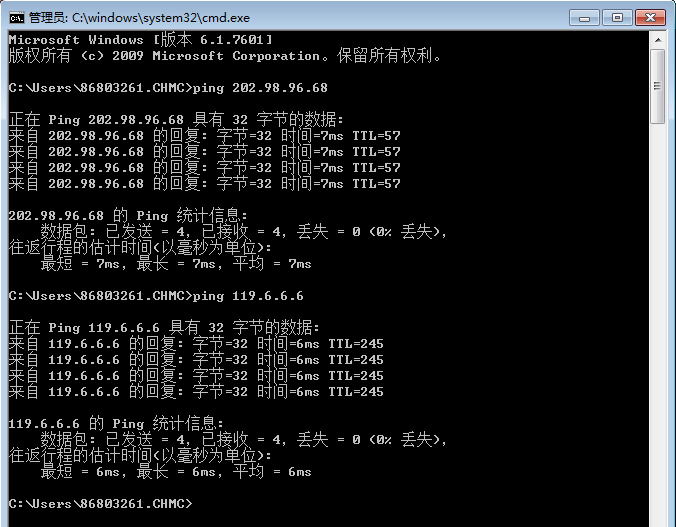 管理员: C:\windows\system32\cmd.exe
Microsoft Windows [版本 6.1.7601]
版权所有 (c) 2009 Microsoft Corporation。保留所有权利。
C:\Users\86803261.CHMC>ping 202.98.96.68
正在 Ping 202.98.96.68 具有 32 字节的数据:
来自 202.98.96.68 的回复: 字节=32 时间=7ms TTL=57
来自 202.98.96.68 的回复: 字节=32 时间=7ms TTL=57
来自 202.98.96.68 的回复: 字节=32 时间=7ms TTL=57
来自 202.98.96.68 的回复: 字节=32 时间=7ms TTL=57
202.98.96.68 的 Ping 统计信息:
数据包: 已发送 = 4, 已接收 = 4, 丢失 = 0 (0% 丢失),
往返行程的估计时间(以毫秒为单位):
最短 = 7ms, 最长 = 7ms, 平均 = 7ms
C:\Users\86803261.CHMC>ping 119.6.6.6
正在 Ping 119.6.6.6 具有 32 字节的数据:
来自 119.6.6.6 的回复: 字节=32 时间=6ms TTL=245
来自 119.6.6.6 的回复: 字节=32 时间=6ms TTL=245
来自 119.6.6.6 的回复: 字节=32 时间=6ms TTL=245
来自 119.6.6.6 的回复: 字节=32 时间=6ms TTL=245
119.6.6.6 的 Ping 统计信息:
数据包: 已发送 = 4, 已接收 = 4, 丢失 = 0 (0% 丢失),
往返行程的估计时间(以毫秒为单位):
最短 = 6ms, 最长 = 6ms, 平均 = 6ms
C:\Users\86803261.CHMC>